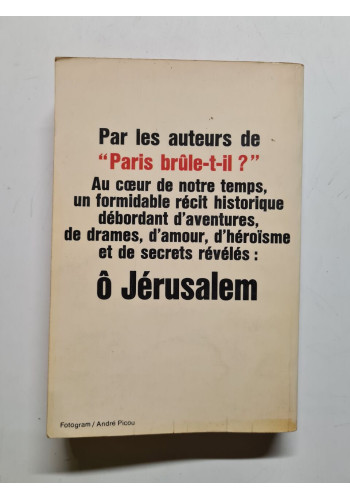 Par les auteurs de
“Paris brûle-t-il ?”
Au cœur de notre temps,
un formidable récit historique
débordant d’aventures,
de drames, d’amour, d’héroïsme
et de secrets révélés :
ô Jérusalem
Fotogram / André Picou